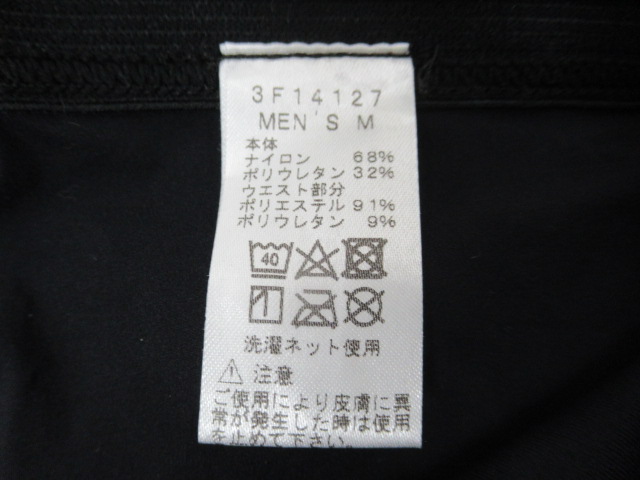 3F14127
MEN'S M
本体
ナイロン 68%
ポリウレタン 32%
ウエスト部分
ポリエステル 91%
ポリウレタン 9%
40
洗濯ネット使用
注意
ご使用により皮膚に異
常が発生した時は使用
を止めて下さい。